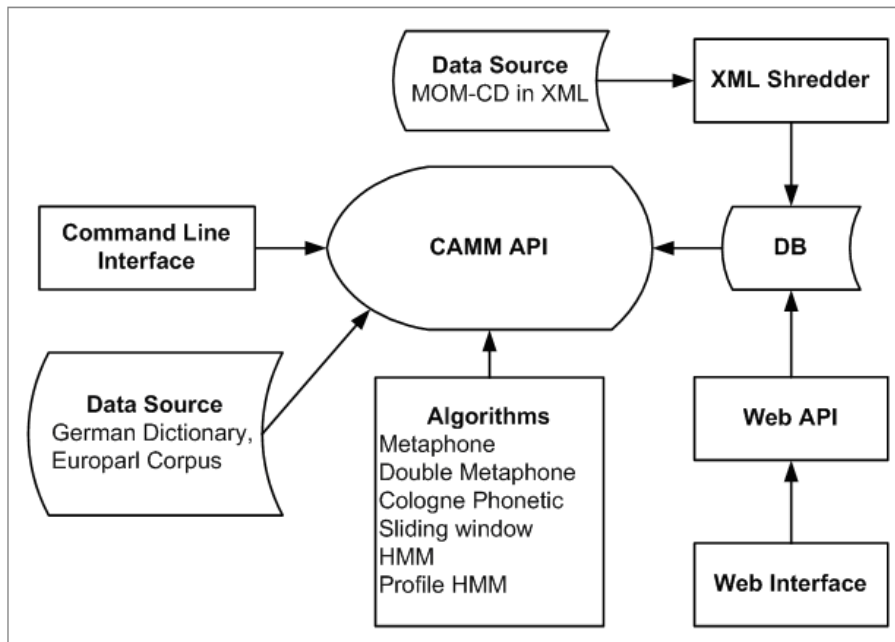 Data Source
MOM-CD in XML
XML Shredder
Command Line
Interface
CAMM API
DB
Data Source
German Dictionary,
Europarl Corpus
Algorithms
Metaphone
Double Metaphone
Cologne Phonetic
Sliding window
HMM
Profile HMM
Web API
Web Interface